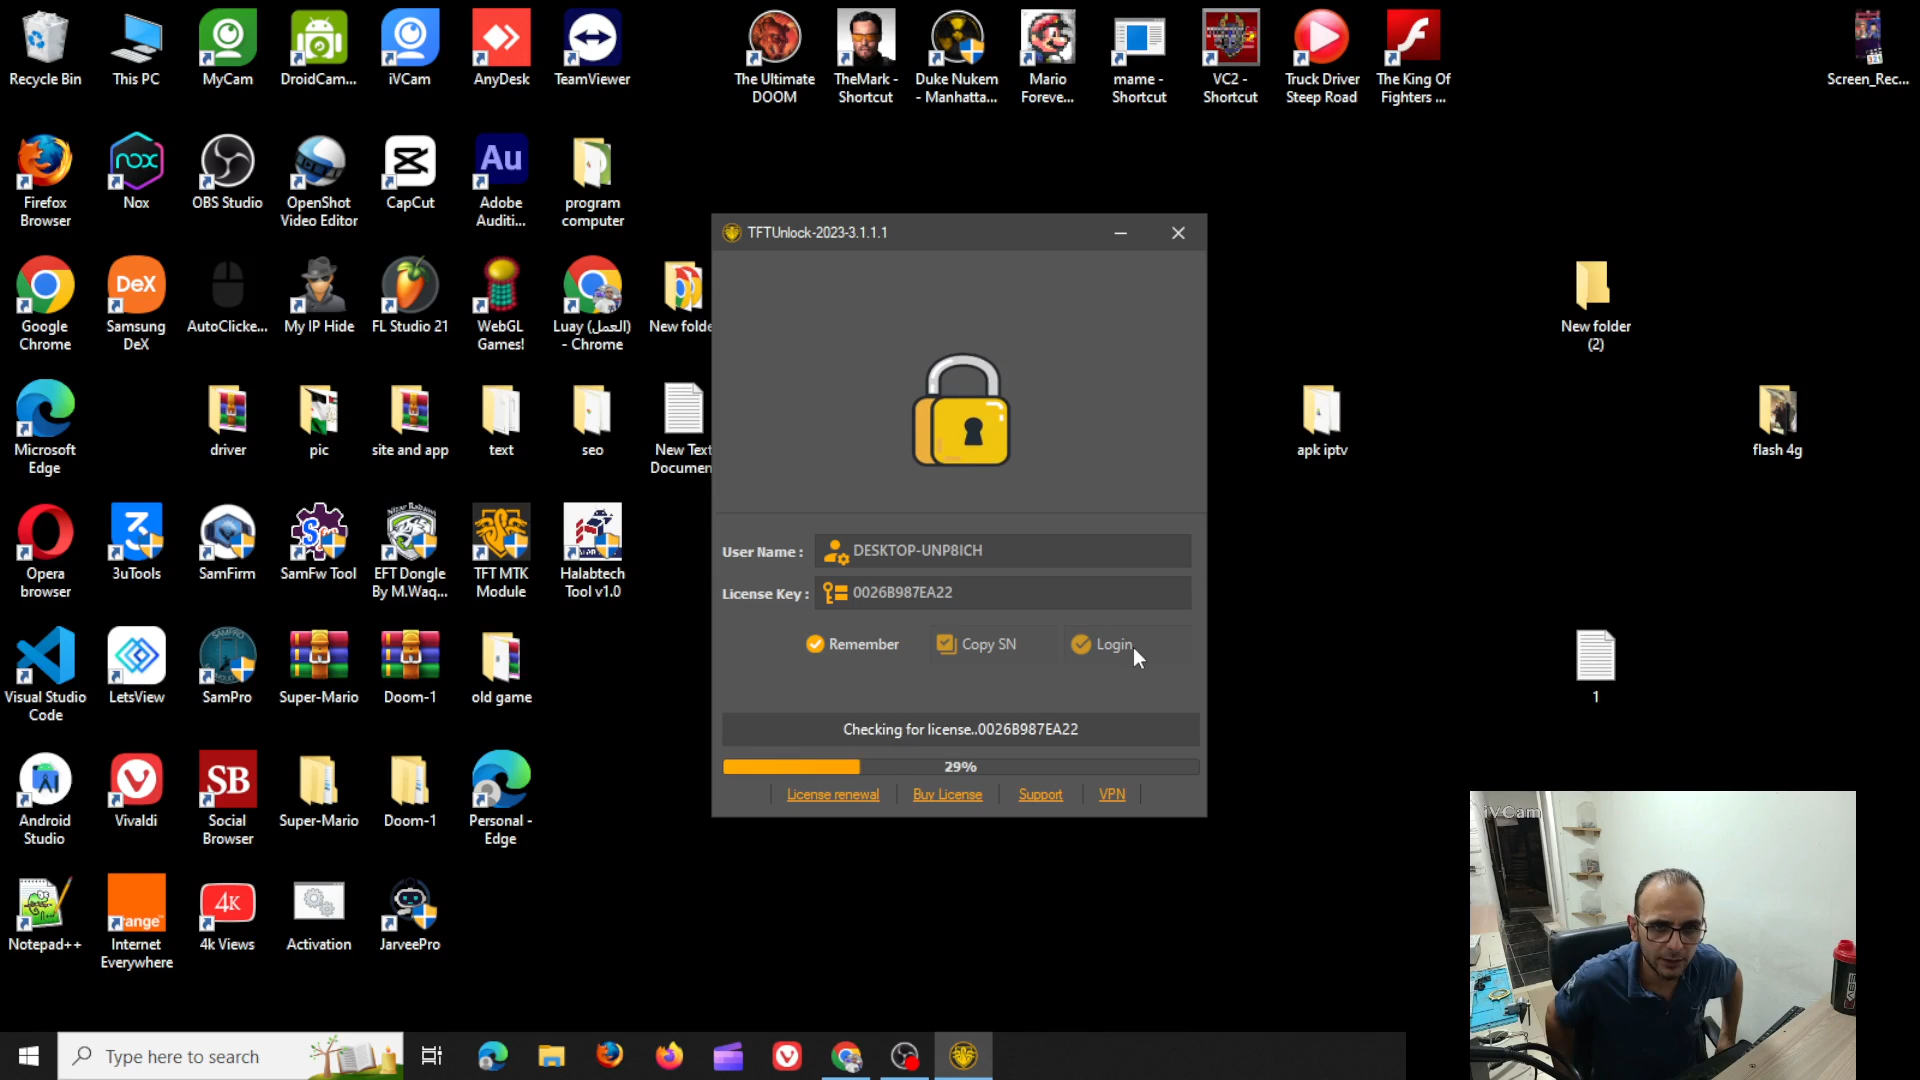 Recycle Bin
This PC
MyCam
DroidCam...
iVCam
AnyDesk
TeamViewer
The Ultimate
DOOM
TheMark -
Shortcut
Duke Nukem
- Manhatta...
Mario
Foreve...
mame -
Shortcut
VC2 -
Shortcut
Truck Driver
Steep Road
The King Of
Fighters ...
Screen_Rec...
Firefox
Browser
nox
Nox
OBS Studio
OpenShot
Video Editor
CapCut
Au
Adobe
Auditi...
program
computer
Google
Chrome
DeX
Samsung
DeX
AutoClicke...
My IP Hide
FL Studio 21
WebGL
Games!
Luay (العمل)
- Chrome
New folde
New folder
(2)
Microsoft
Edge
driver
pic
site and app
text
seo
New Text
Documen
apk iptv
flash 4g
Opera
browser
3uTools
SamFirm
SamFw Tool
EFT Dongle
By M.Waq...
TFT MTK
Module
Halabtech
Tool v1.0
Visual Studio
Code
LetsView
SamPro
Super-Mario
Doom-1
old game
1
Android
Studio
Vivaldi
SB
Social
Browser
Super-Mario
Doom-1
Personal -
Edge
Notepad++
range
Internet
Everywhere
4K
4k Views
Activation
JarveePro
TFTUnlock-2023-3.1.1.1
User Name :
DESKTOP-UNP8ICH
License Key :
0026B987EA22
Remember
Copy SN
Login
Checking for license..0026B987EA22
29%
License renewal
Buy License
Support
VPN
iVCam
Type here to search